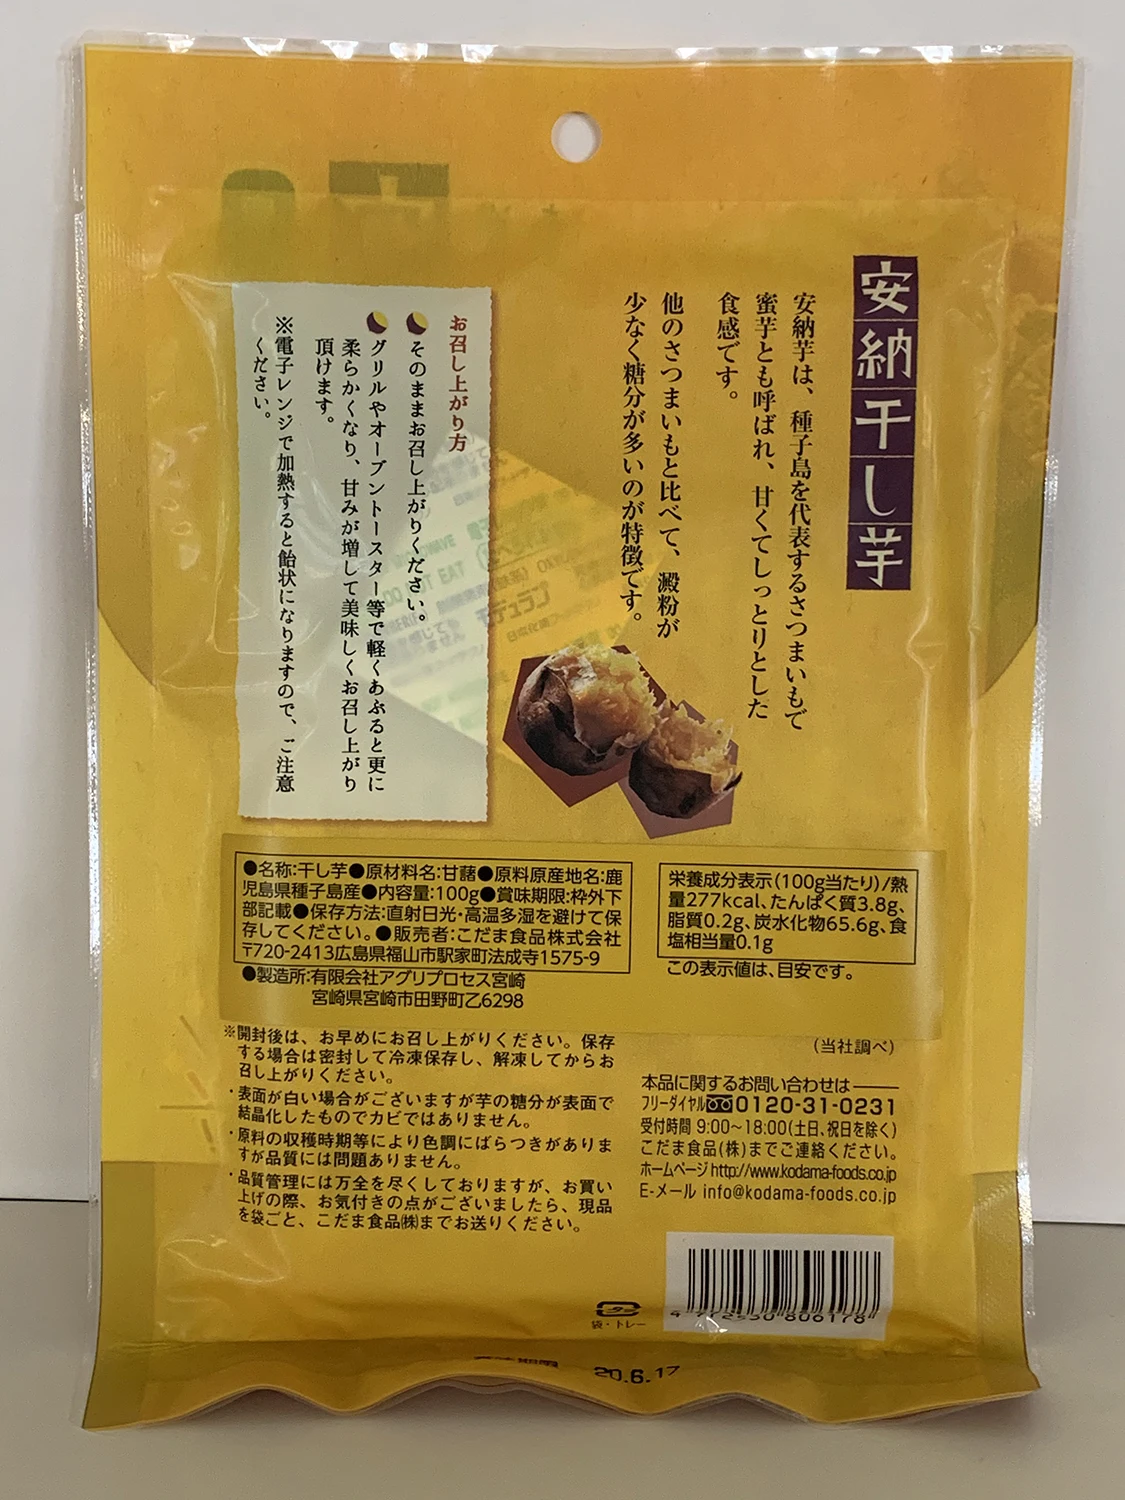 安納干し芋
安納芋は、種子島を代表するさつまいもで
蜜芋とも呼ばれ、甘くてしっとりとした
食感です。
他のさつまいもと比べて、澱粉が
少なく糖分が多いのが特徴です。
お召し上がり方
そのままお召し上がりください。
グリルやオーブントースター等で軽くあぶると更に
柔らかくなり、甘みが増して美味しくお召し上がり
頂けます。
※電子レンジで加熱すると飴状になりますので、ご注意
ください。
DO NOT EAT
モデュラン
●名称:干し芋●原材料名:甘藷●原料原産地名:鹿
児島県種子島産●内容量:100g●賞味期限:枠外下
部記載●保存方法:直射日光・高温多湿を避けて保
存してください。●販売者:こだま食品株式会社
〒720-2413広島県福山市駅家町法成寺1575-9
●製造所:有限会社アグリプロセス宮崎
宮崎県宮崎市田野町乙6298
栄養成分表示(100g当たり)/熱
量277kcal、たんぱく質3.8g、
脂質0.2g、炭水化物65.6g、食
塩相当量0.1g
この表示値は、目安です。
(当社調べ)
※開封後は、お早めにお召し上がりください。保存
する場合は密封して冷凍保存し、解凍してからお
召し上がりください。
・表面が白い場合がございますが芋の糖分が表面で
結晶化したものでカビではありません。
・原料の収穫時期等により色調にばらつきがありま
すが品質には問題ありません。
・品質管理には万全を尽くしておりますが、お買い
上げの際、お気付きの点がございましたら、現品
を袋ごと、こだま食品㈱までお送りください。
本品に関するお問い合わせは
フリーダイヤル0120-31-0231
受付時間 9:00～18:00(土日、祝日を除く)
こだま食品(株)までご連絡ください。
ホームページ http://www.kodama-foods.co.jp
E-メール info@kodama-foods.co.jp
プラ
袋・トレー
4 972550 806178
賞味期限 20.6.17